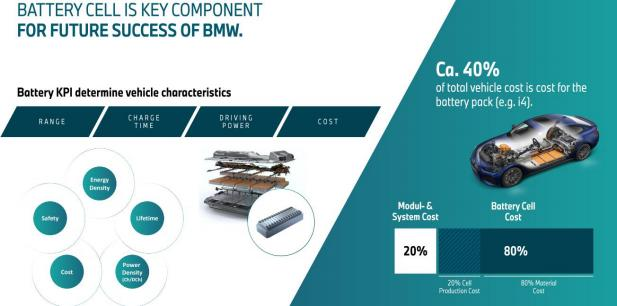 BATTERY CELL IS KEY COMPONENT
FOR FUTURE SUCCESS OF BMW.
Battery KPI determine vehicle characteristics
RANGE
CHARGE
TIME
DRIVING
POWER
COST
Energy
Density
Safety
Lifetime
Cost
Power
Density
(Ch/DCh)
Ca. 40%
of total vehicle cost is cost for the
battery pack (e.g. i4).
Modul- &
System Cost
Battery Cell
Cost
20%
80%
20% Cell
Production Cost
80% Material
Cost